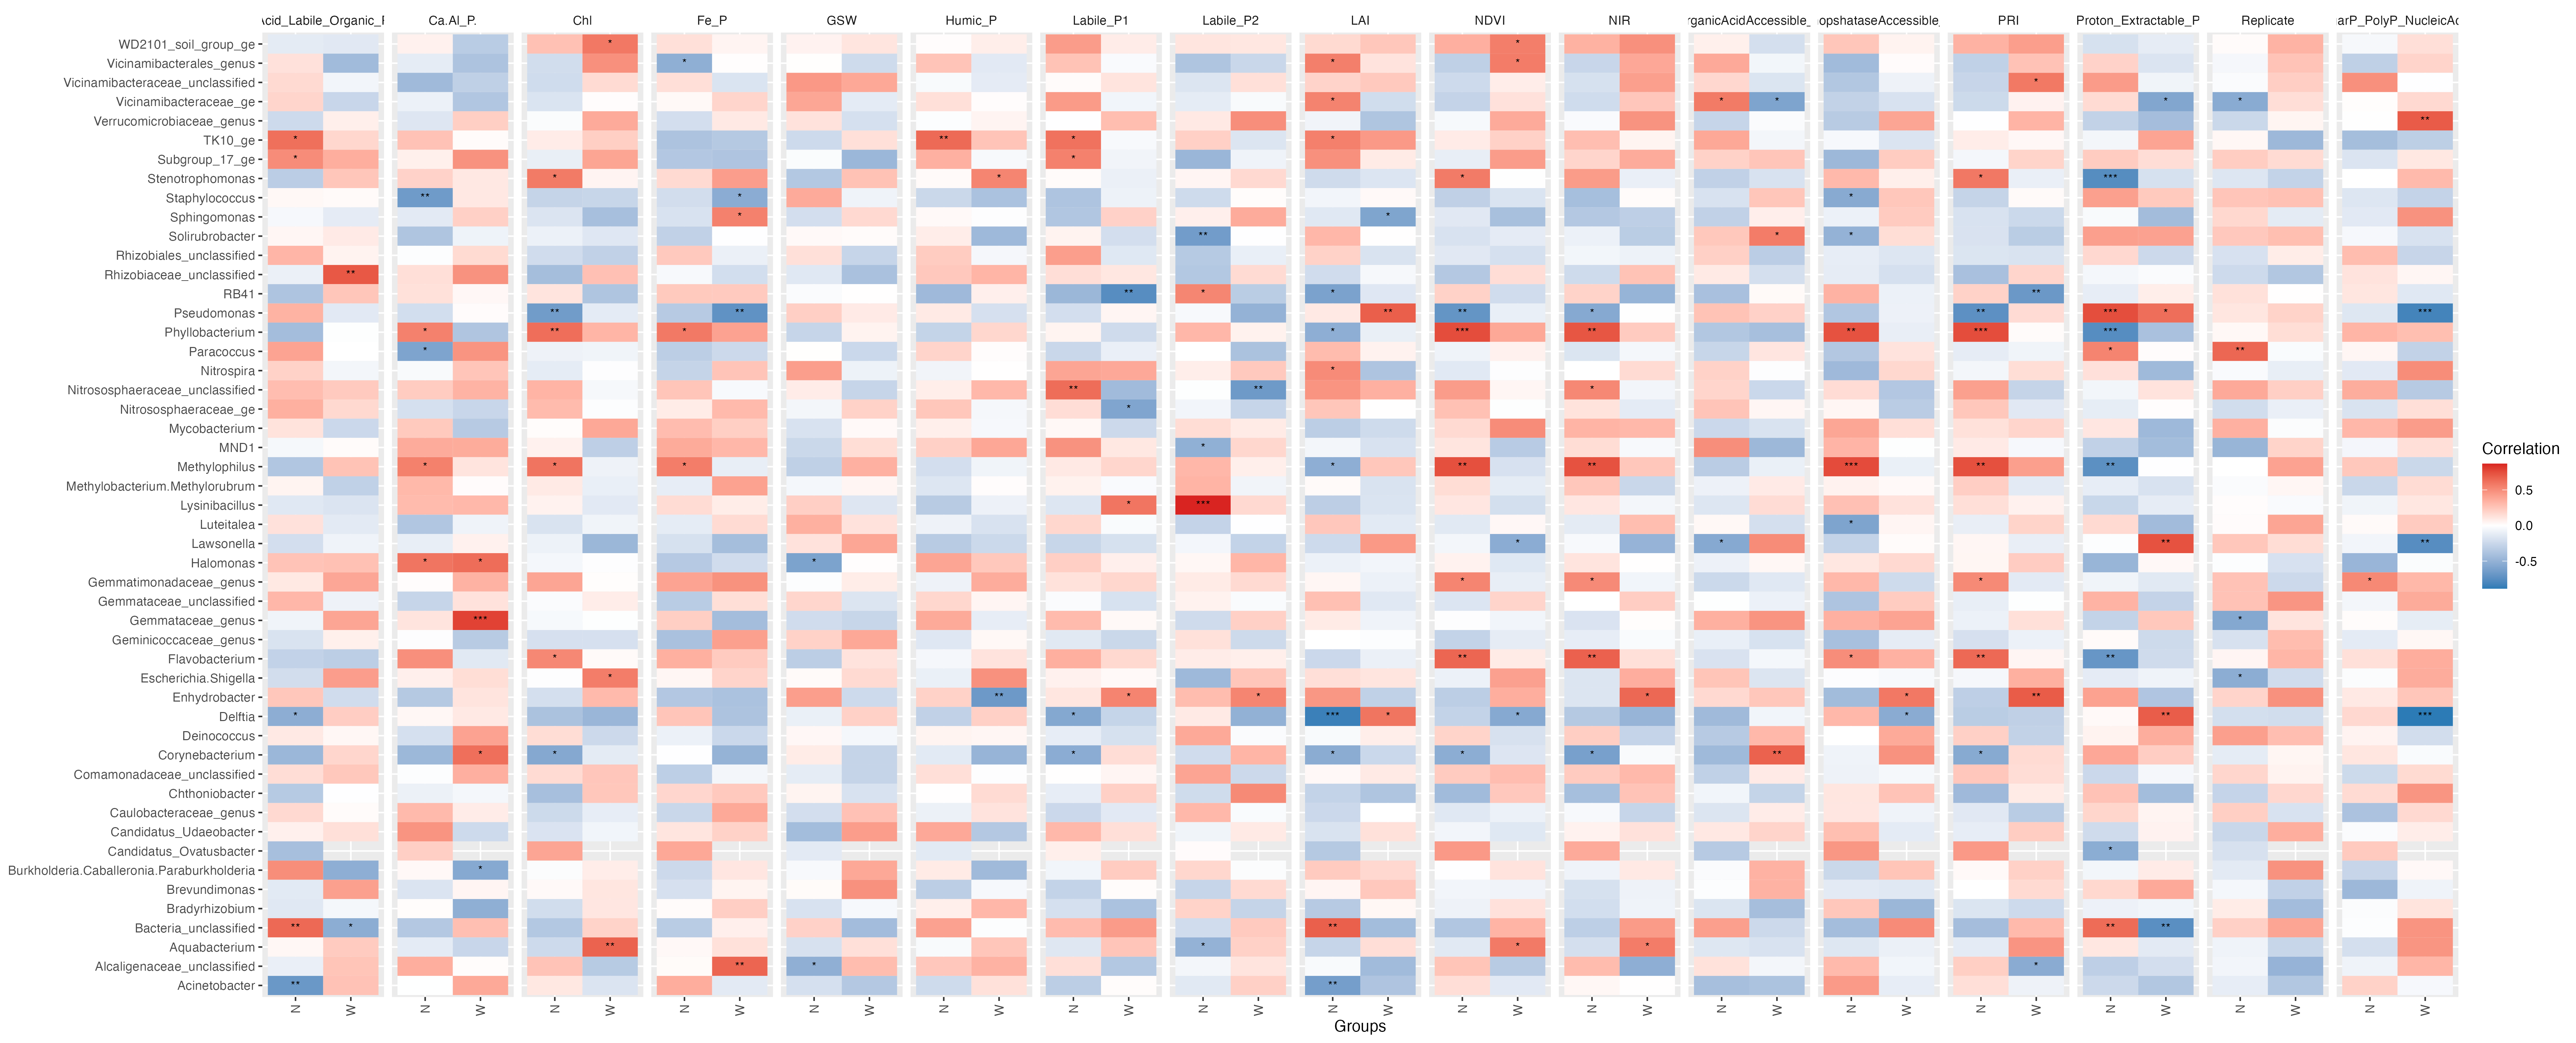 Acid_Labile_Organic_P Ca.Al_P. Chl Fe_P GSW Humic_P Labile_P1 Labile_P2 LAI NDVI NIR rganicAcidAccessible_ opshataseAccessible_ PRI Proton_Extractable_P Replicate arP_PolyP_NucleicAc
WD2101_soil_group_ge * *
Vicinamibacterales_genus * * *
Vicinamibacteraceae_unclassified *
Vicinamibacteraceae_ge * * * * *
Verrucomicrobiaceae_genus **
TK10_ge * ** * *
Subgroup_17_ge * *
Stenotrophomonas * * * * ***
Staphylococcus ** * *
Sphingomonas * *
Solirubrobacter ** * *
Rhizobiales_unclassified
Rhizobiaceae_unclassified **
RB41 ** * * **
Pseudomonas ** ** ** ** * ** *** * ***
Phyllobacterium * ** * * *** ** ** *** ***
Paracoccus * * **
Nitrospira *
Nitrososphaeraceae_unclassified ** ** *
Nitrososphaeraceae_ge *
Mycobacterium
MND1 *
Methylophilus * * * * ** ** *** ** **
Methylobacterium.Methylorubrum
Lysinibacillus * ***
Luteitalea *
Lawsonella * * ** **
Halomonas * * *
Gemmatimonadaceae_genus * * * *
Gemmataceae_unclassified
Gemmataceae_genus *** *
Geminicoccaceae_genus
Flavobacterium * ** ** * ** **
Escherichia.Shigella * *
Enhydrobacter ** * * * * **
Delftia * * *** * * * ** ***
Deinococcus
Corynebacterium * * * * * * ** *
Comamonadaceae_unclassified
Chthoniobacter
Caulobacteraceae_genus
Candidatus_Udaeobacter
Candidatus_Ovatusbacter *
Burkholderia.Caballeronia.Paraburkholderia *
Brevundimonas
Bradyrhizobium
Bacteria_unclassified ** * ** ** **
Aquabacterium ** * * *
Alcaligenaceae_unclassified ** * *
Acinetobacter ** **
N W N W N W N W N W N W N W N W N W N W N W N W N W N W N W N W N W
Groups
Correlation
0.5
0.0
-0.5